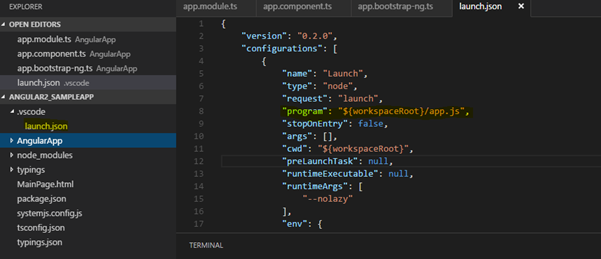 EXPLORER
OPEN EDITORS
app.module.ts AngularApp
app.component.ts AngularApp
app.bootstrap-ng.ts AngularApp
launch.json .vscode
ANGULAR2_SAMPLEAPP
.vscode
launch.json
AngularApp
node_modules
typings
MainPage.html
package.json
systemjs.config.js
tsconfig.json
typings.json
app.module.ts app.component.ts app.bootstrap-ng.ts launch.json
1 {
2 "version": "0.2.0",
3 "configurations": [
4 {
5 "name": "Launch",
6 "type": "node",
7 "request": "launch",
8 "program": "${workspaceRoot}/app.js",
9 "stopOnEntry": false,
10 "args": [],
11 "cwd": "${workspaceRoot}",
12 "preLaunchTask": null,
13 "runtimeExecutable": null,
14 "runtimeArgs": [
15 "--nolazy"
16 ],
17 "env": {
TERMINAL